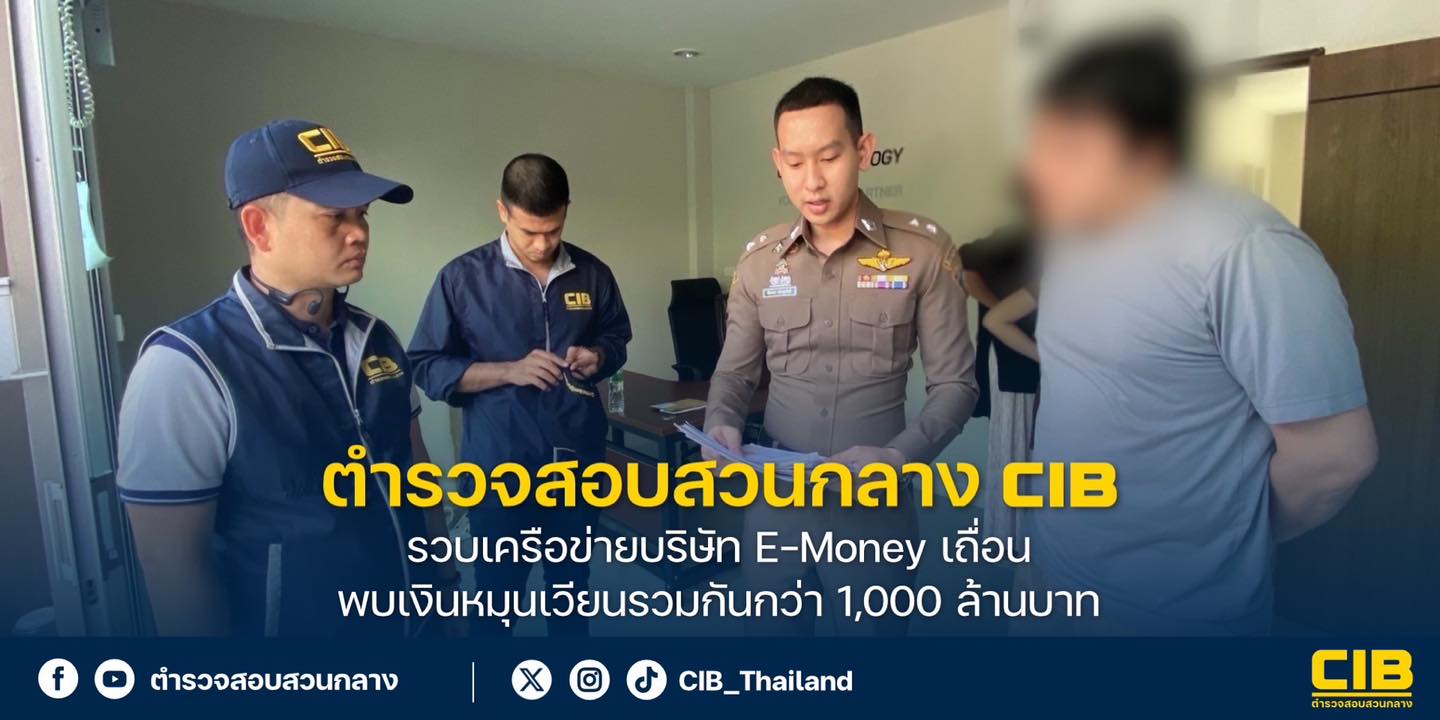 CIB
CIB
CIB
OGY
ตำรวจสอบสวนกลาง CIB
รวบเครือข่ายบริษัท E-Money เถื่อน
พบเงินหมุนเวียนรวมกันกว่า 1,000 ล้านบาท
ตำรวจสอบสวนกลาง
CIB_Thailand
CIB
ตำรวจสอบสวนกลาง